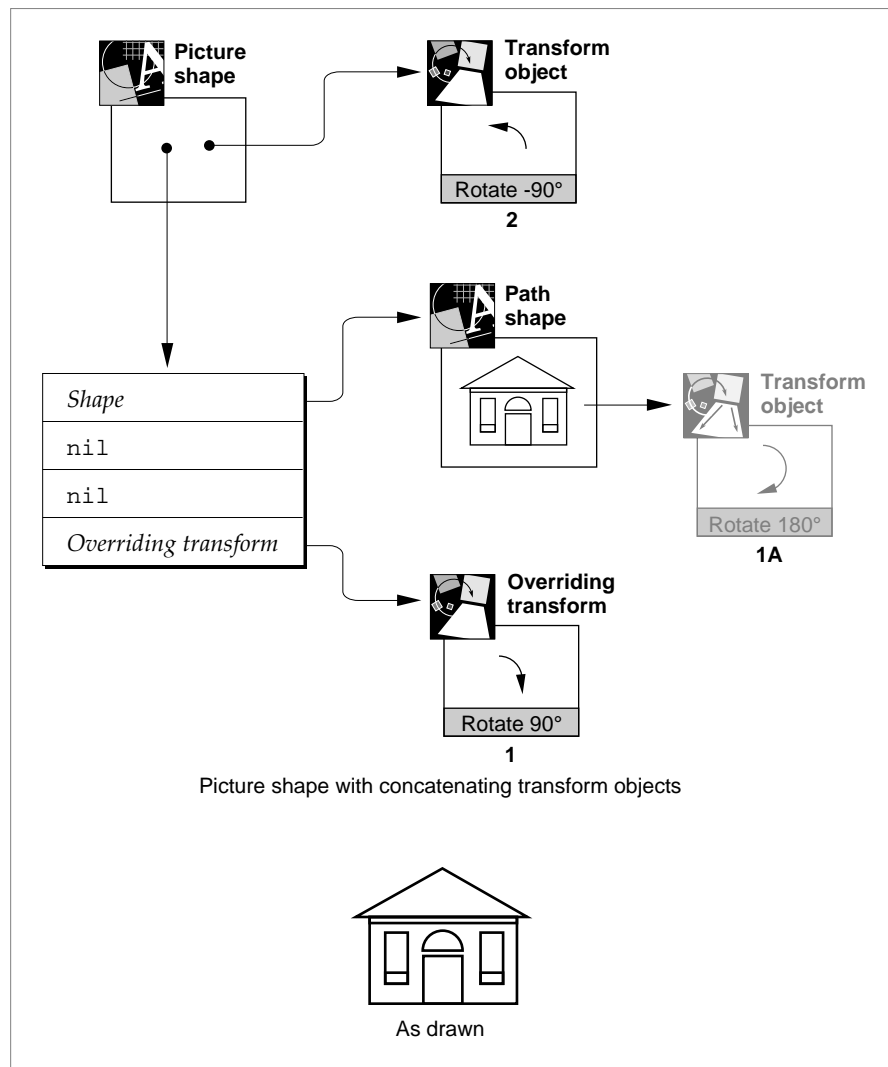 Picture
shape
Transform
object
Rotate -90°
2
Path
shape
Shape
nil
nil
Overriding transform
Transform
object
Rotate 180°
1A
Overriding
transform
Rotate 90°
1
Picture shape with concatenating transform objects
As drawn